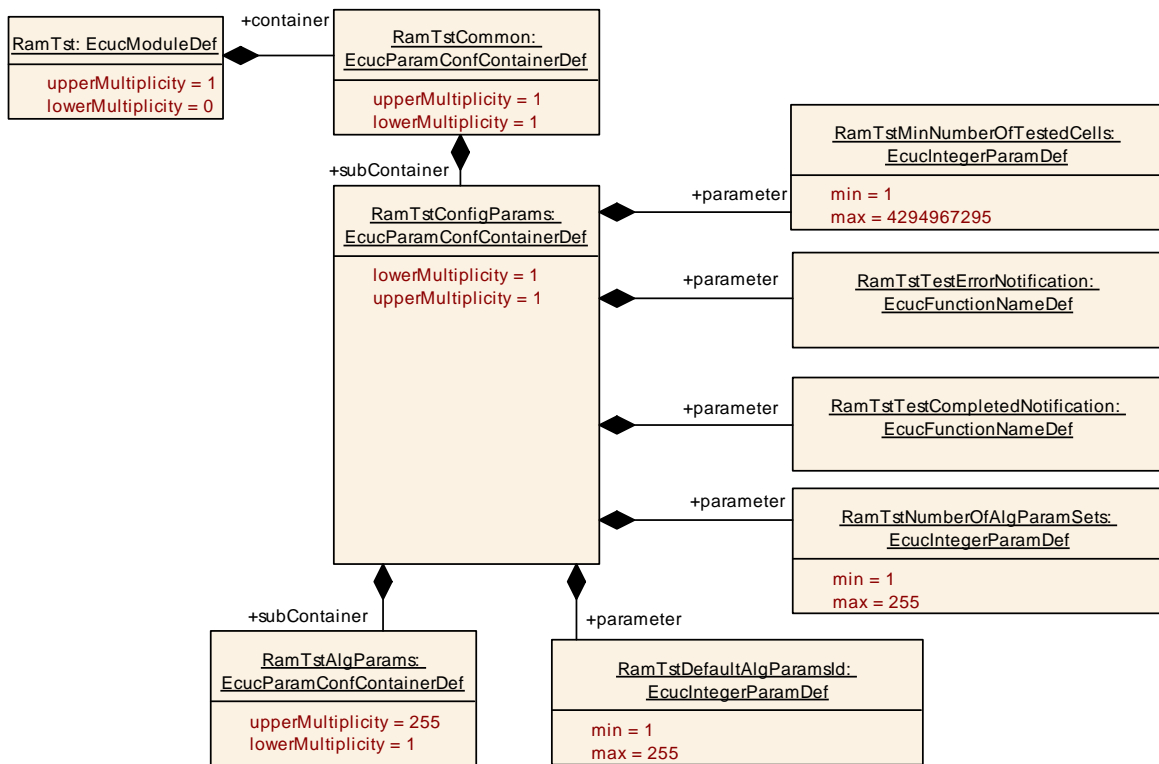 +container
RamTst: EcucModuleDef
upperMultiplicity = 1
lowerMultiplicity = 0
RamTstCommon:
EcucParamConfContainerDef
upperMultiplicity = 1
lowerMultiplicity = 1
+subContainer
RamTstConfigParams:
EcucParamConfContainerDef
lowerMultiplicity = 1
upperMultiplicity = 1
+parameter
RamTstMinNumberOfTestedCells:
EcucIntegerParamDef
min = 1
max = 4294967295
+parameter
RamTstTestErrorNotification:
EcucFunctionNameDef
+parameter
RamTstTestCompletedNotification:
EcucFunctionNameDef
+parameter
RamTstNumberOfAlgParamSets:
EcucIntegerParamDef
min = 1
max = 255
+subContainer
RamTstAlgParams:
EcucParamConfContainerDef
upperMultiplicity = 255
lowerMultiplicity = 1
+parameter
RamTstDefaultAlgParamsId:
EcucIntegerParamDef
min = 1
max = 255